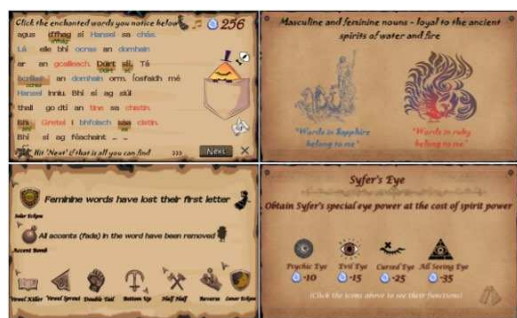 Click the enchanted words you notice below
256
agus d'fhag sí Hansel sa chás.
Lá eile bhí ocras an domhain
ar an gcailleach. Dúirt sí, Tá
an domhain orm. Íosfaidh mé
Hansel inniu. Bhí sí ag siúl
thall go dtí an tine sa chistin.
Bhí Gretel i bhfolach cistin.
Bhí sí ag féachaint
Hit 'Next' if that is all you can find >>> Next
Masculine and feminine nouns - loyal to the ancient
spirits of water and fire
"Words in Sapphire
belong to me"
"Words in ruby
belong to me"
Feminine words have lost their first letter
Solar Eclipse
All accents (fada) in the word have been removed
Accent Bomb
Vowel Killer Vowel Sprout Double Tail Bottom Up Half Half Reverse Lunar Eclipse
Syfer's Eye
Obtain Syfer's special eye power at the cost of spirit power
Psychic Eye Evil Eye Cursed Eye All Seeing Eye
-10 -15 -25 -35
(Click the icons above to see their functions)